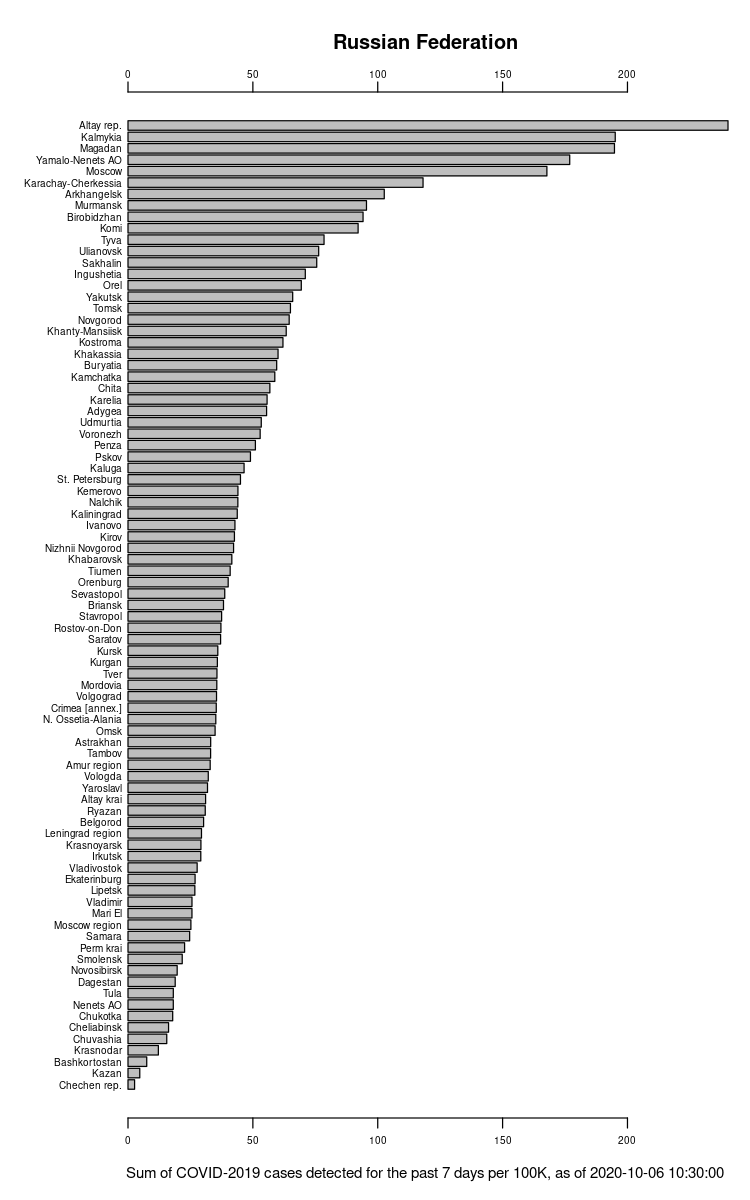 Russian Federation
0 50 100 150 200
Altay rep.
Kalmykia
Magadan
Yamalo-Nenets AO
Moscow
Karachay-Cherkessia
Arkhangelsk
Murmansk
Birobidzhan
Komi
Tyva
Ulianovsk
Sakhalin
Ingushetia
Orel
Yakutsk
Tomsk
Novgorod
Khanty-Mansiisk
Kostroma
Khakassia
Buryatia
Kamchatka
Chita
Karelia
Adygea
Udmurtia
Voronezh
Penza
Pskov
Kaluga
St. Petersburg
Kemerovo
Nalchik
Kaliningrad
Ivanovo
Kirov
Nizhnii Novgorod
Khabarovsk
Tiumen
Orenburg
Sevastopol
Briansk
Stavropol
Rostov-on-Don
Saratov
Kursk
Kurgan
Tver
Mordovia
Volgograd
Crimea [annex.]
N. Ossetia-Alania
Omsk
Astrakhan
Tambov
Amur region
Vologda
Yaroslavl
Altay krai
Ryazan
Belgorod
Leningrad region
Krasnoyarsk
Irkutsk
Vladivostok
Ekaterinburg
Lipetsk
Vladimir
Mari El
Moscow region
Samara
Perm krai
Smolensk
Novosibirsk
Dagestan
Tula
Nenets AO
Chukotka
Cheliabinsk
Chuvashia
Krasnodar
Bashkortostan
Kazan
Chechen rep.
0 50 100 150 200
Sum of COVID-2019 cases detected for the past 7 days per 100K, as of 2020-10-06 10:30:00